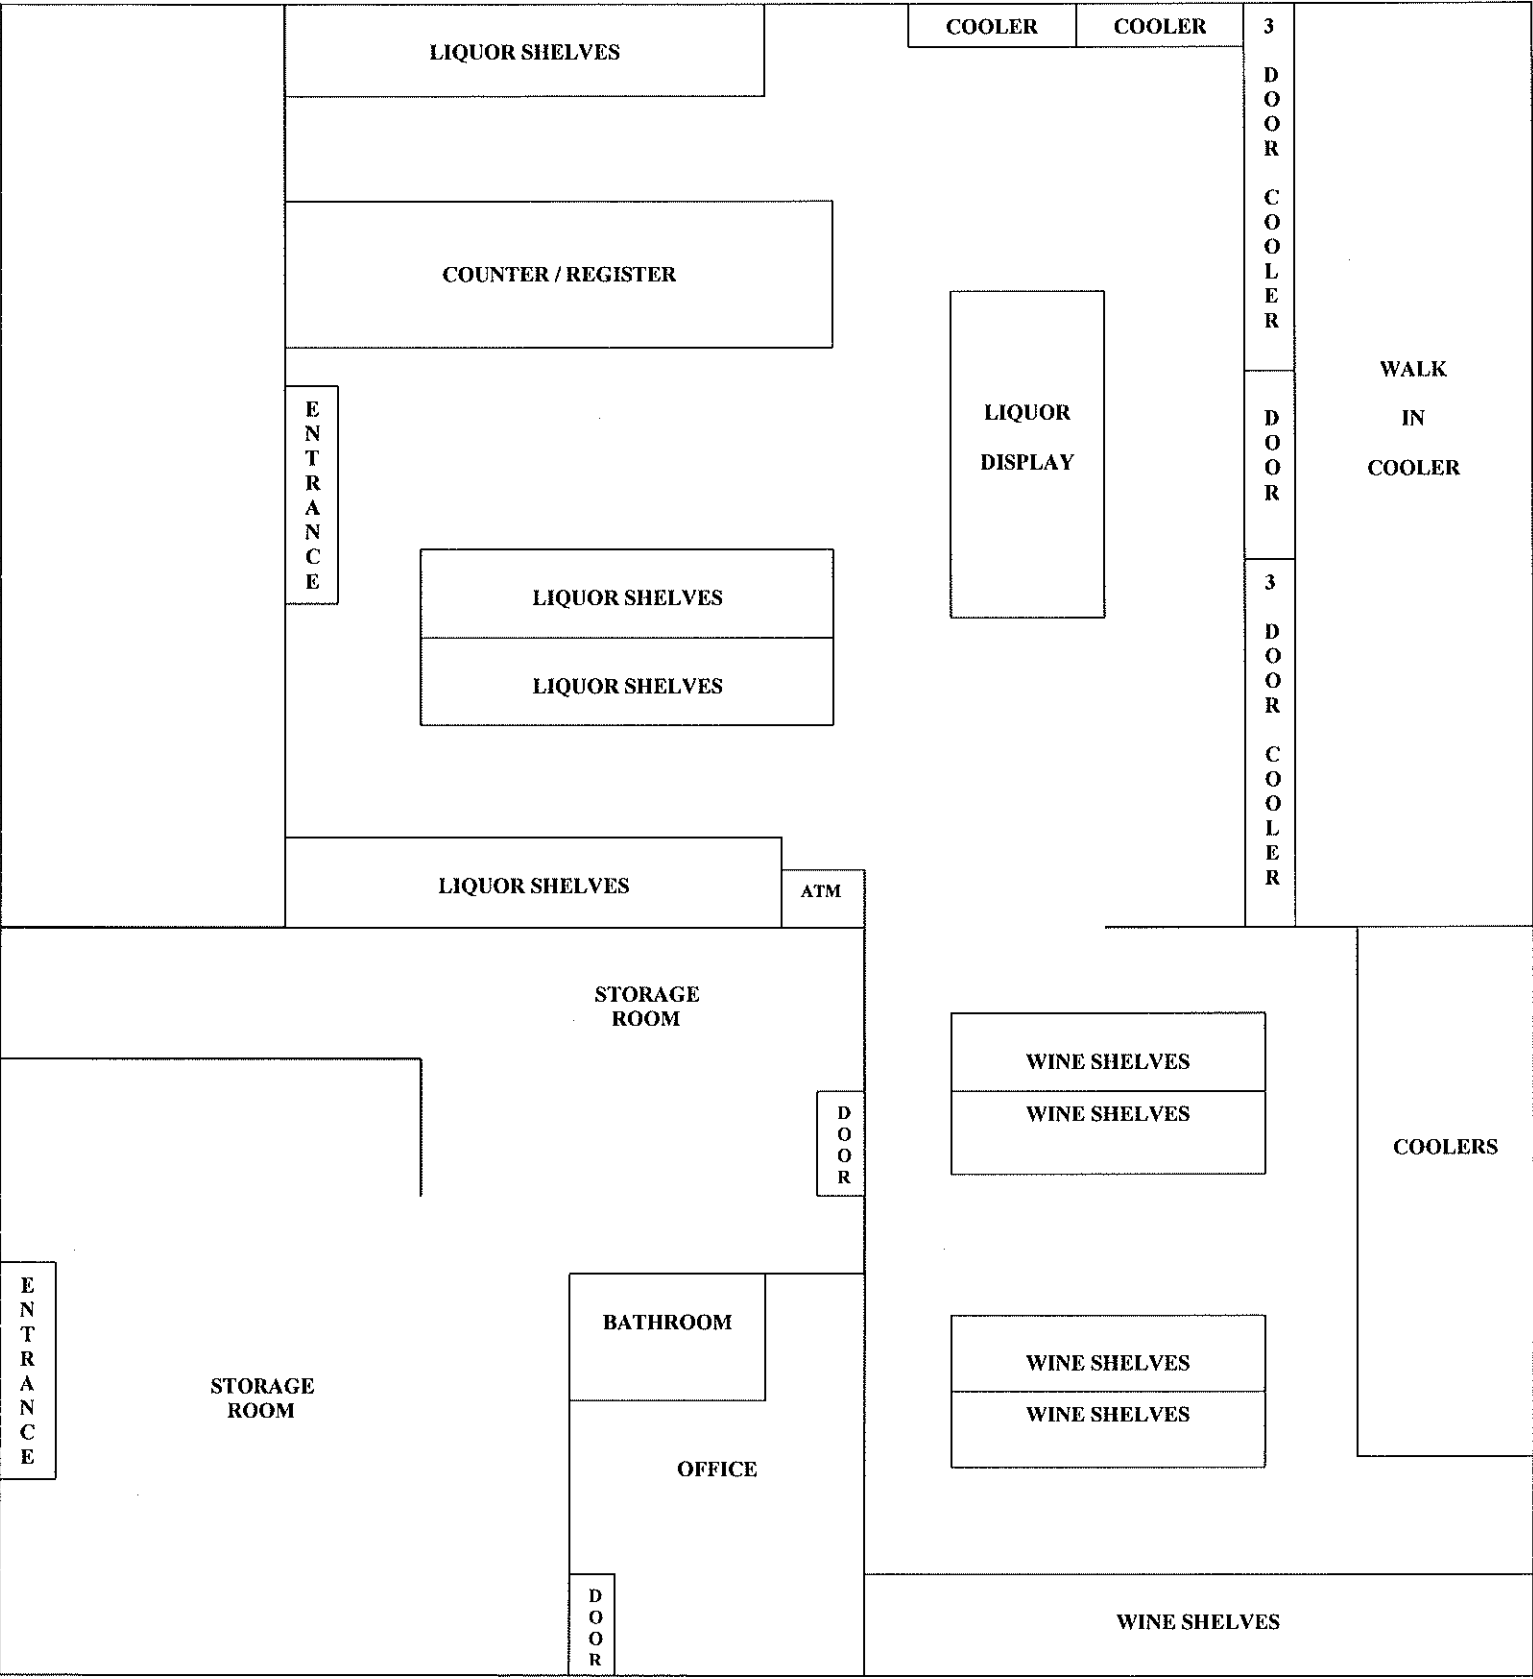 LIQUOR SHELVES
COOLER
COOLER
3 DOOR COOLER
COUNTER / REGISTER
ENTRANCE
LIQUOR
DISPLAY
DOOR
WALK
IN
COOLER
LIQUOR SHELVES
LIQUOR SHELVES
3 DOOR COOLER
LIQUOR SHELVES
ATM
STORAGE
ROOM
DOOR
WINE SHELVES
WINE SHELVES
COOLERS
ENTRANCE
STORAGE
ROOM
BATHROOM
OFFICE
DOOR
WINE SHELVES
WINE SHELVES
WINE SHELVES